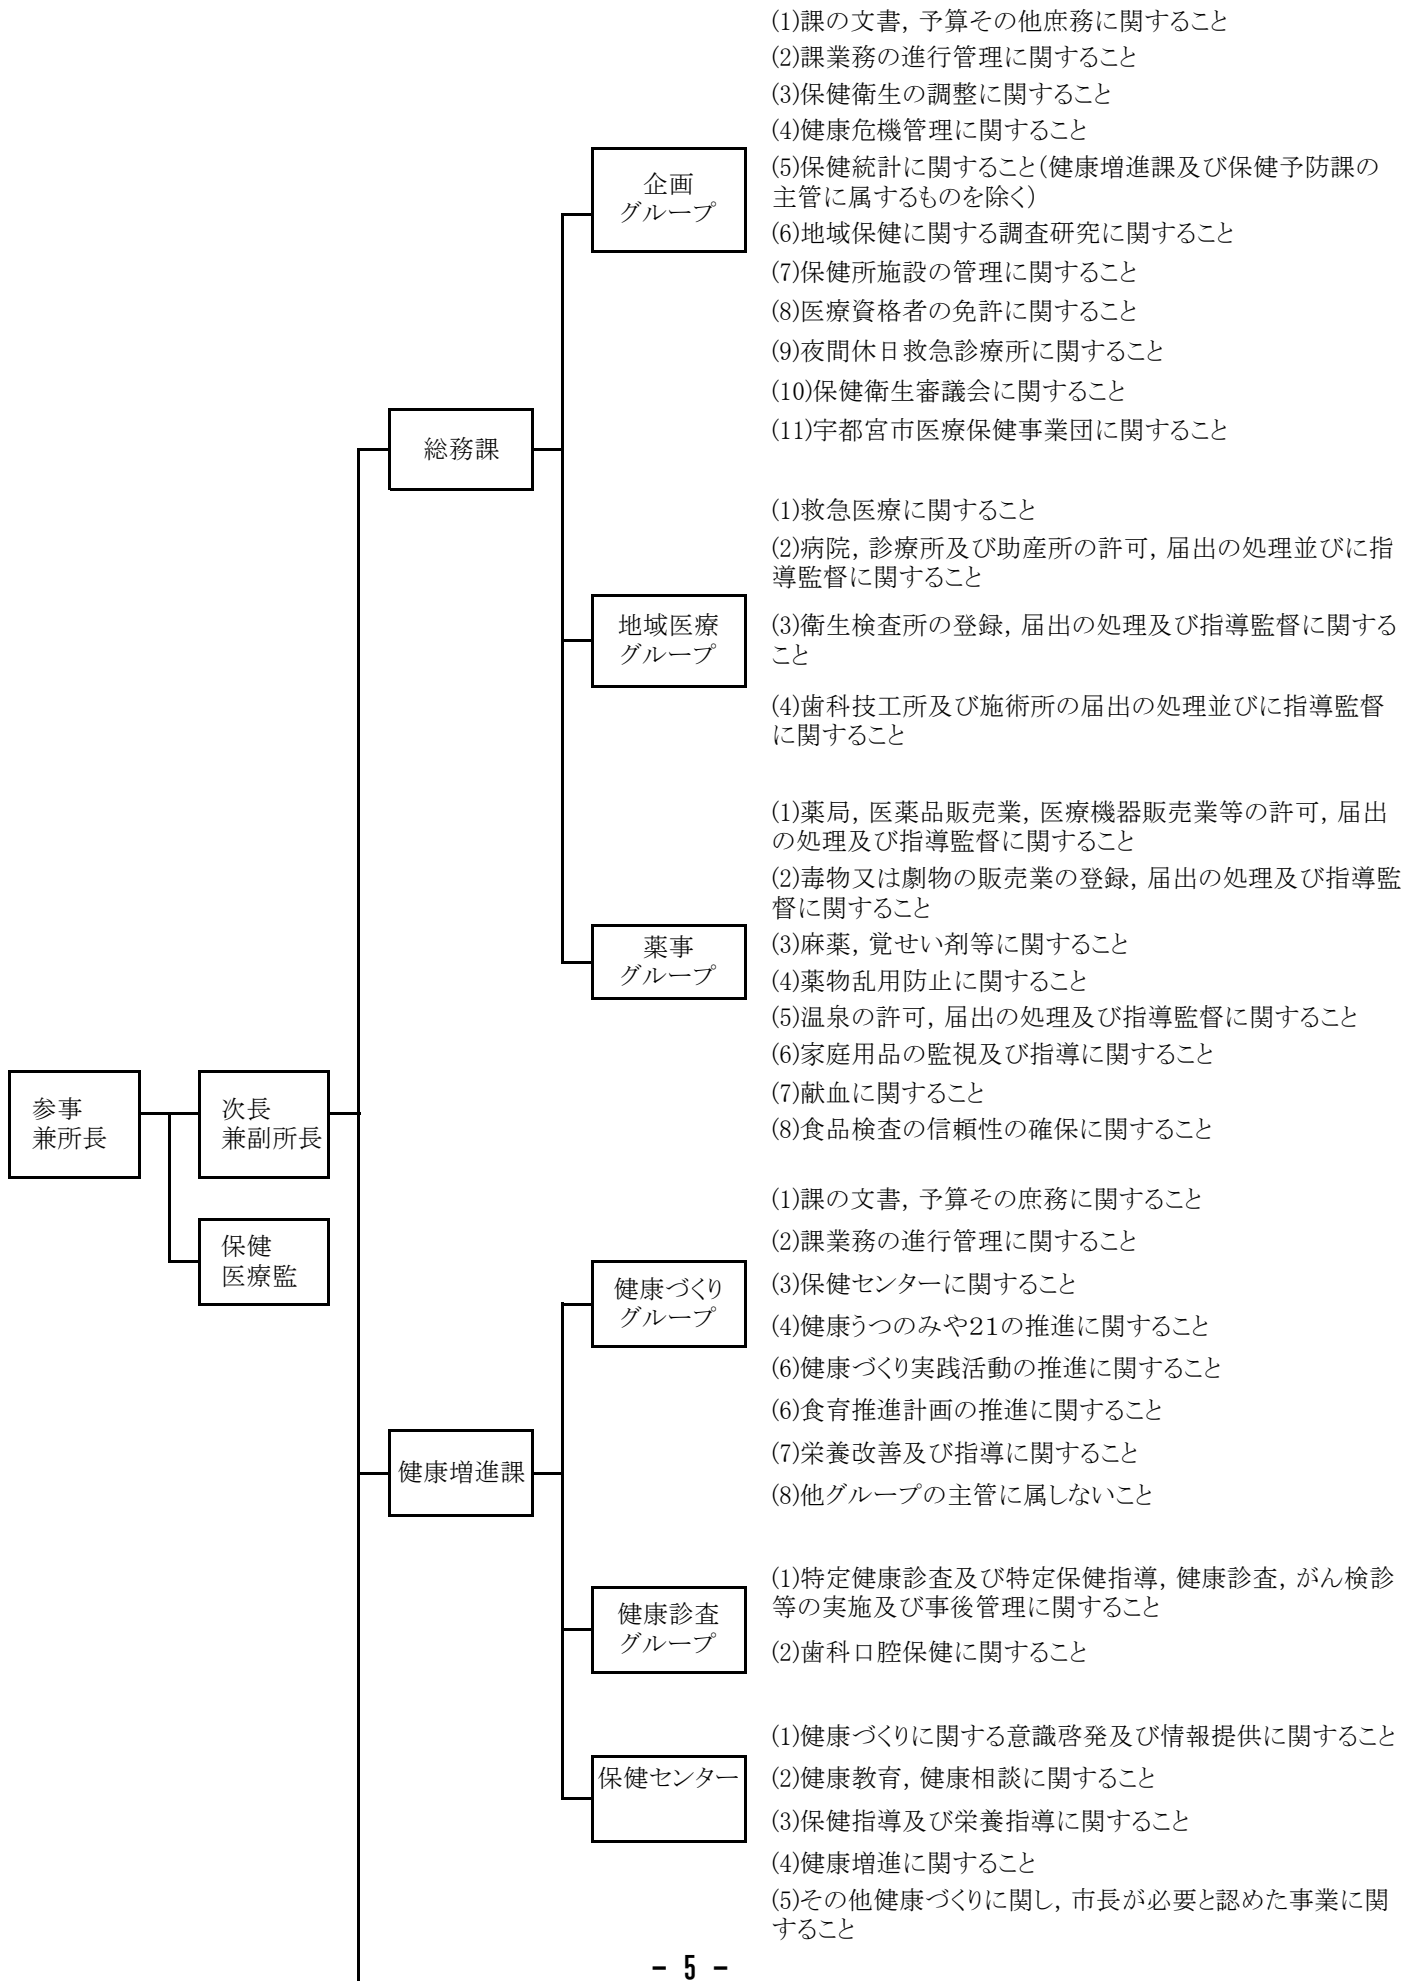 参事
兼所長
次長
兼副所長
保健
医療監
総務課
企画
グループ
(1)課の文書, 予算その他庶務に関すること
(2)課業務の進行管理に関すること
(3)保健衛生の調整に関すること
(4)健康危機管理に関すること
(5)保健統計に関すること(健康増進課及び保健予防課の
主管に属するものを除く)
(6)地域保健に関する調査研究に関すること
(7)保健所施設の管理に関すること
(8)医療資格者の免許に関すること
(9)夜間休日救急診療所に関すること
(10)保健衛生審議会に関すること
(11)宇都宮市医療保健事業団に関すること
地域医療
グループ
(1)救急医療に関すること
(2)病院, 診療所及び助産所の許可, 届出の処理並びに指
導監督に関すること
(3)衛生検査所の登録, 届出の処理及び指導監督に関する
こと
(4)歯科技工所及び施術所の届出の処理並びに指導監督
に関すること
薬事
グループ
(1)薬局, 医薬品販売業, 医療機器販売業等の許可, 届出
の処理及び指導監督に関すること
(2)毒物又は劇物の販売業の登録, 届出の処理及び指導監
督に関すること
(3)麻薬, 覚せい剤等に関すること
(4)薬物乱用防止に関すること
(5)温泉の許可, 届出の処理及び指導監督に関すること
(6)家庭用品の監視及び指導に関すること
(7)献血に関すること
(8)食品検査の信頼性の確保に関すること
健康増進課
健康づくり
グループ
(1)課の文書, 予算その庶務に関すること
(2)課業務の進行管理に関すること
(3)保健センターに関すること
(4)健康うつのみや21の推進に関すること
(6)健康づくり実践活動の推進に関すること
(6)食育推進計画の推進に関すること
(7)栄養改善及び指導に関すること
(8)他グループの主管に属しないこと
健康診査
グループ
(1)特定健康診査及び特定保健指導, 健康診査, がん検診
等の実施及び事後管理に関すること
(2)歯科口腔保健に関すること
保健センター
(1)健康づくりに関する意識啓発及び情報提供に関すること
(2)健康教育, 健康相談に関すること
(3)保健指導及び栄養指導に関すること
(4)健康増進に関すること
(5)その他健康づくりに関し, 市長が必要と認めた事業に関
すること
- 5 -